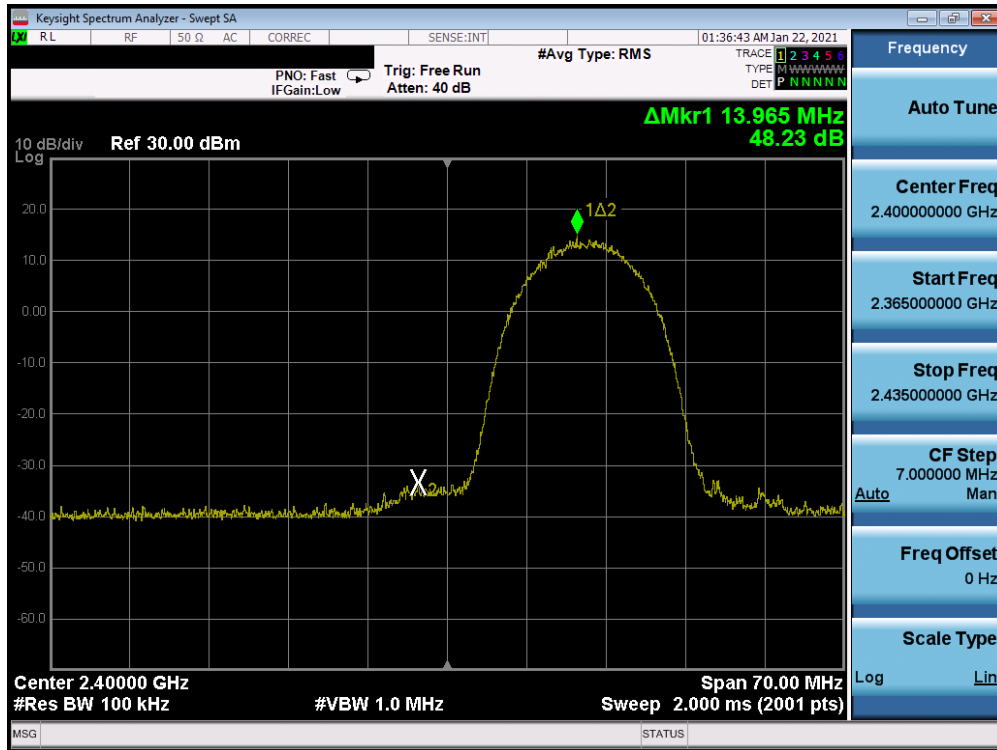 Keysight Spectrum Analyzer - Swept SA
LXI RL RF 50 Ω AC CORREC SENSE:INT 01:36:43 AM Jan 22, 2021
#Avg Type: RMS
TRACE 1 2 3 4 5 6
PNO: Fast Trig: Free Run
TYPE M WWWWW
IFGain:Low Atten: 40 dB
DET P N N N N N
ΔMkr1 13.965 MHz
48.23 dB
10 dB/div Ref 30.00 dBm
Log
1Δ2
20.0
10.0
0.00
-10.0
-20.0
-30.0
X2
-40.0
-50.0
-60.0
Center 2.40000 GHz Span 70.00 MHz
#Res BW 100 kHz #VBW 1.0 MHz Sweep 2.000 ms (2001 pts)
MSG STATUS
Frequency
Auto Tune
Center Freq
2.400000000 GHz
Start Freq
2.365000000 GHz
Stop Freq
2.435000000 GHz
CF Step
7.000000 MHz
Auto Man
Freq Offset
0 Hz
Scale Type
Log Lin